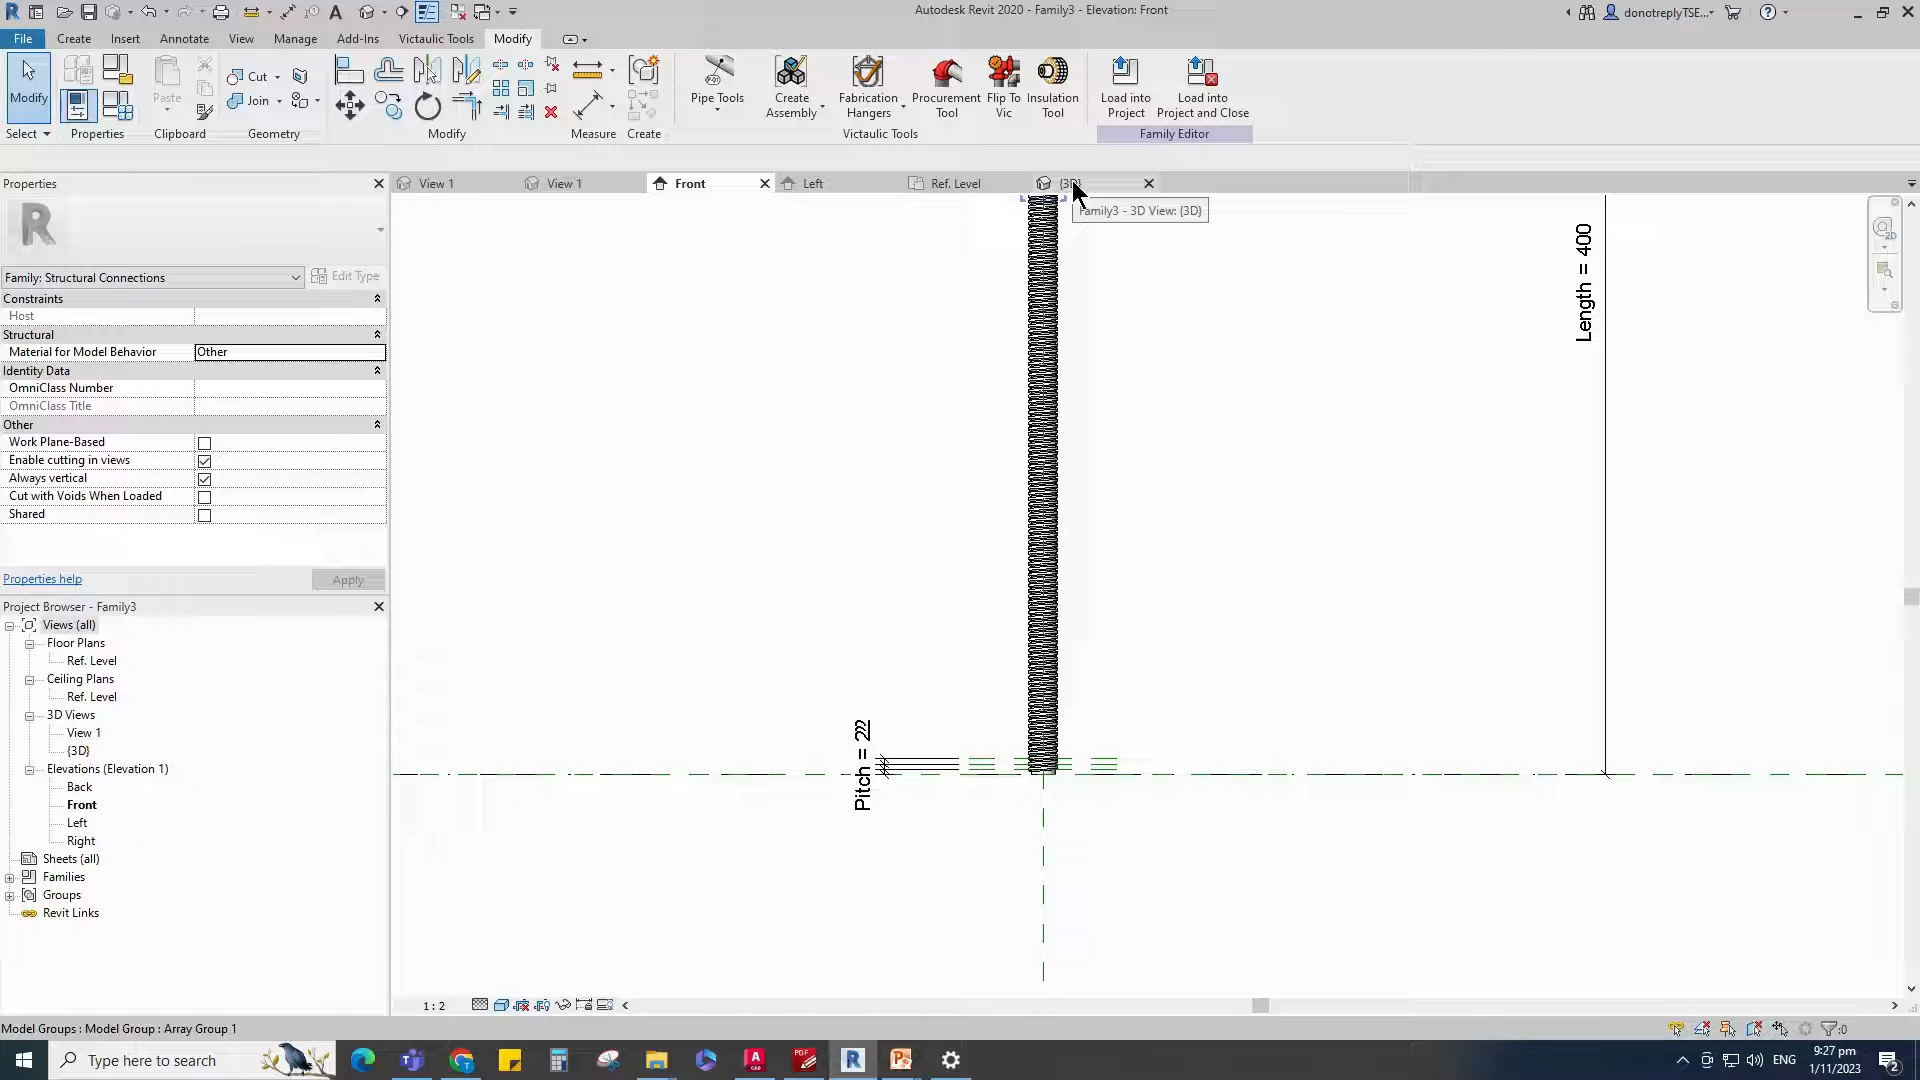 Autodesk Revit 2020 - Family3 - Elevation: Front
donotreplyTSE...
File
Create
Insert
Annotate
View
Manage
Add-Ins
Victaulic Tools
Modify
Modify
Paste
Cut
Join
Pipe Tools
Create Assembly
Fabrication Hangers
Procurement Tool
Flip To Vic
Insulation Tool
Load into Project
Load into Project and Close
Select
Properties
Clipboard
Geometry
Modify
Measure
Create
Victaulic Tools
Family Editor
Properties
View 1
View 1
Front
Left
Ref. Level
{3D}
Family3 - 3D View: {3D}
Family: Structural Connections
Edit Type
Constraints
Host
Structural
Material for Model Behavior
Other
Identity Data
OmniClass Number
OmniClass Title
Other
Work Plane-Based
Enable cutting in views
Always vertical
Cut with Voids When Loaded
Shared
Properties help
Apply
Project Browser - Family3
Views (all)
Floor Plans
Ref. Level
Ceiling Plans
Ref. Level
3D Views
View 1
{3D}
Elevations (Elevation 1)
Back
Front
Left
Right
Sheets (all)
Families
Groups
Revit Links
Length = 400
Pitch = 2
2D
1 : 2
Model Groups : Model Group : Array Group 1
:0
Type here to search
ENG
9:27 pm
1/11/2023
2